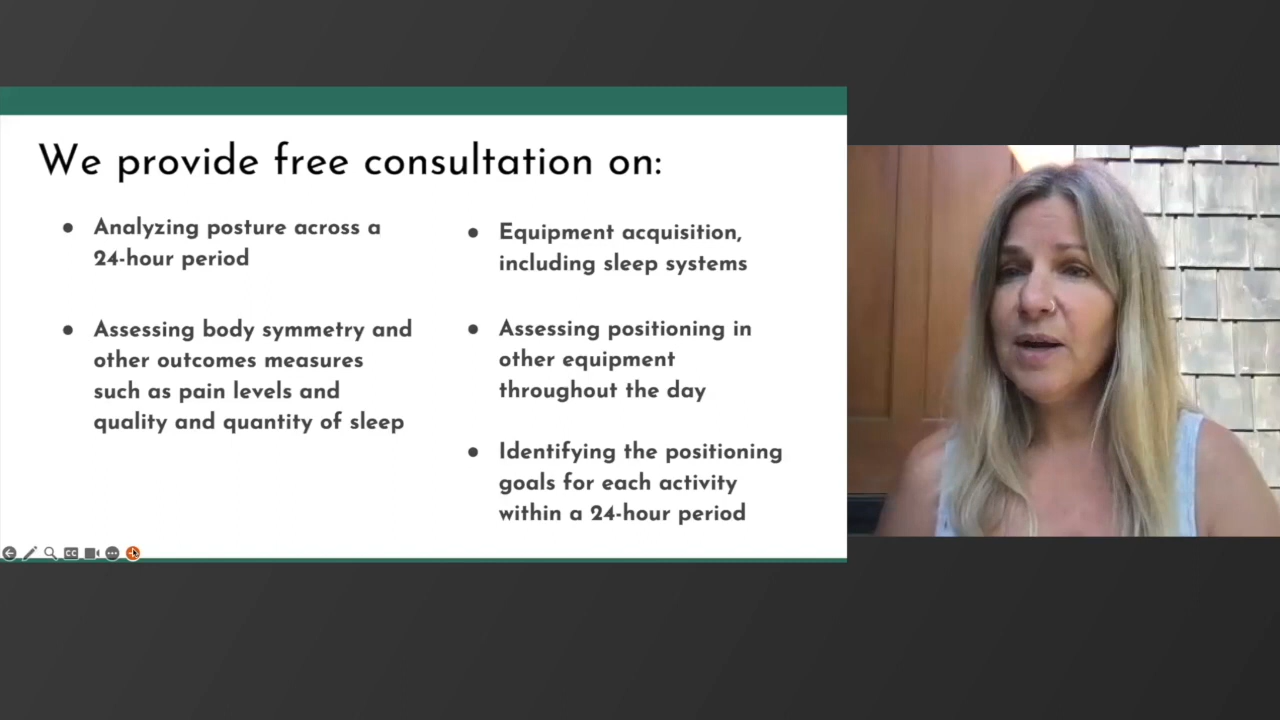 We provide free consultation on:
● Analyzing posture across a
24-hour period
● Assessing body symmetry and
other outcomes measures
such as pain levels and
quality and quantity of sleep
● Equipment acquisition,
including sleep systems
● Assessing positioning in
other equipment
throughout the day
● Identifying the positioning
goals for each activity
within a 24-hour period
CC